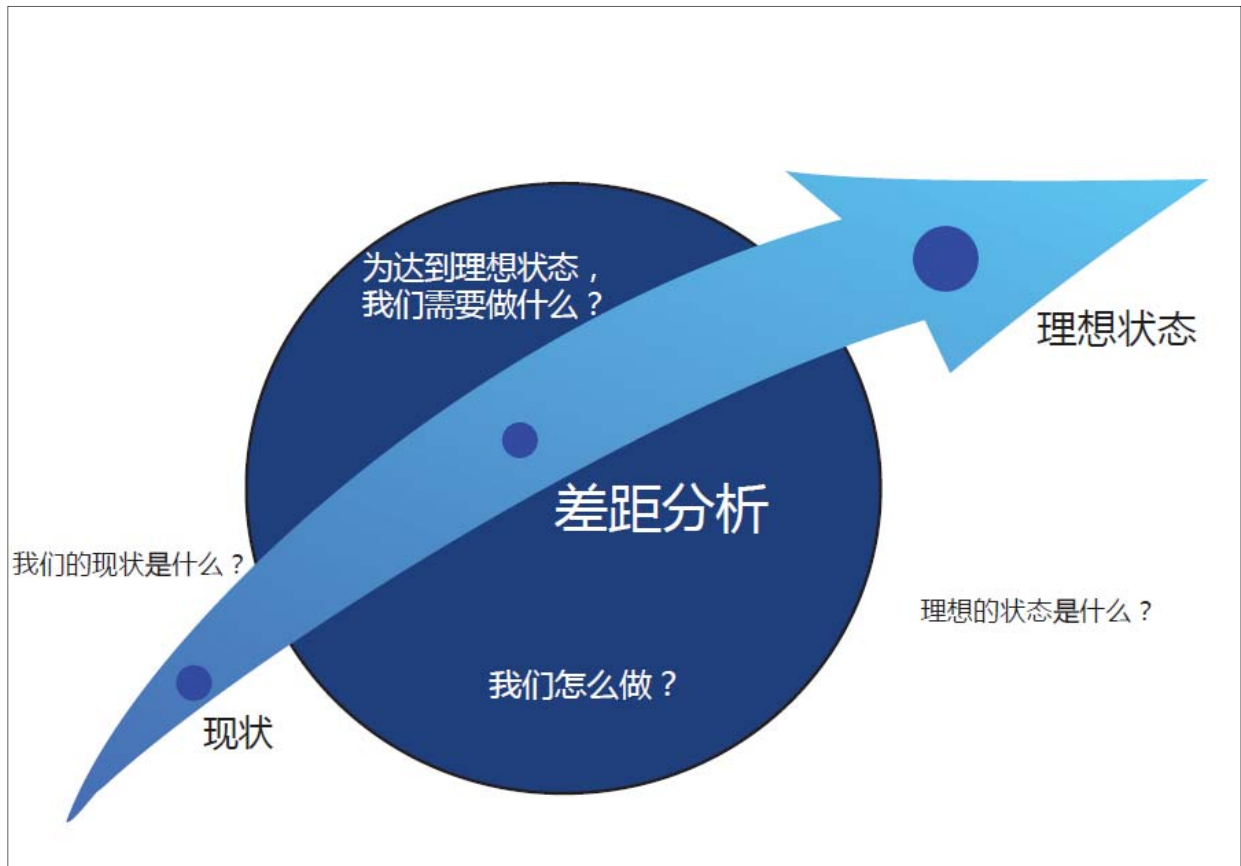 为达到理想状态，
我们需要做什么？
理想状态
差距分析
我们的现状是什么？
理想的状态是什么？
我们怎么做？
现状